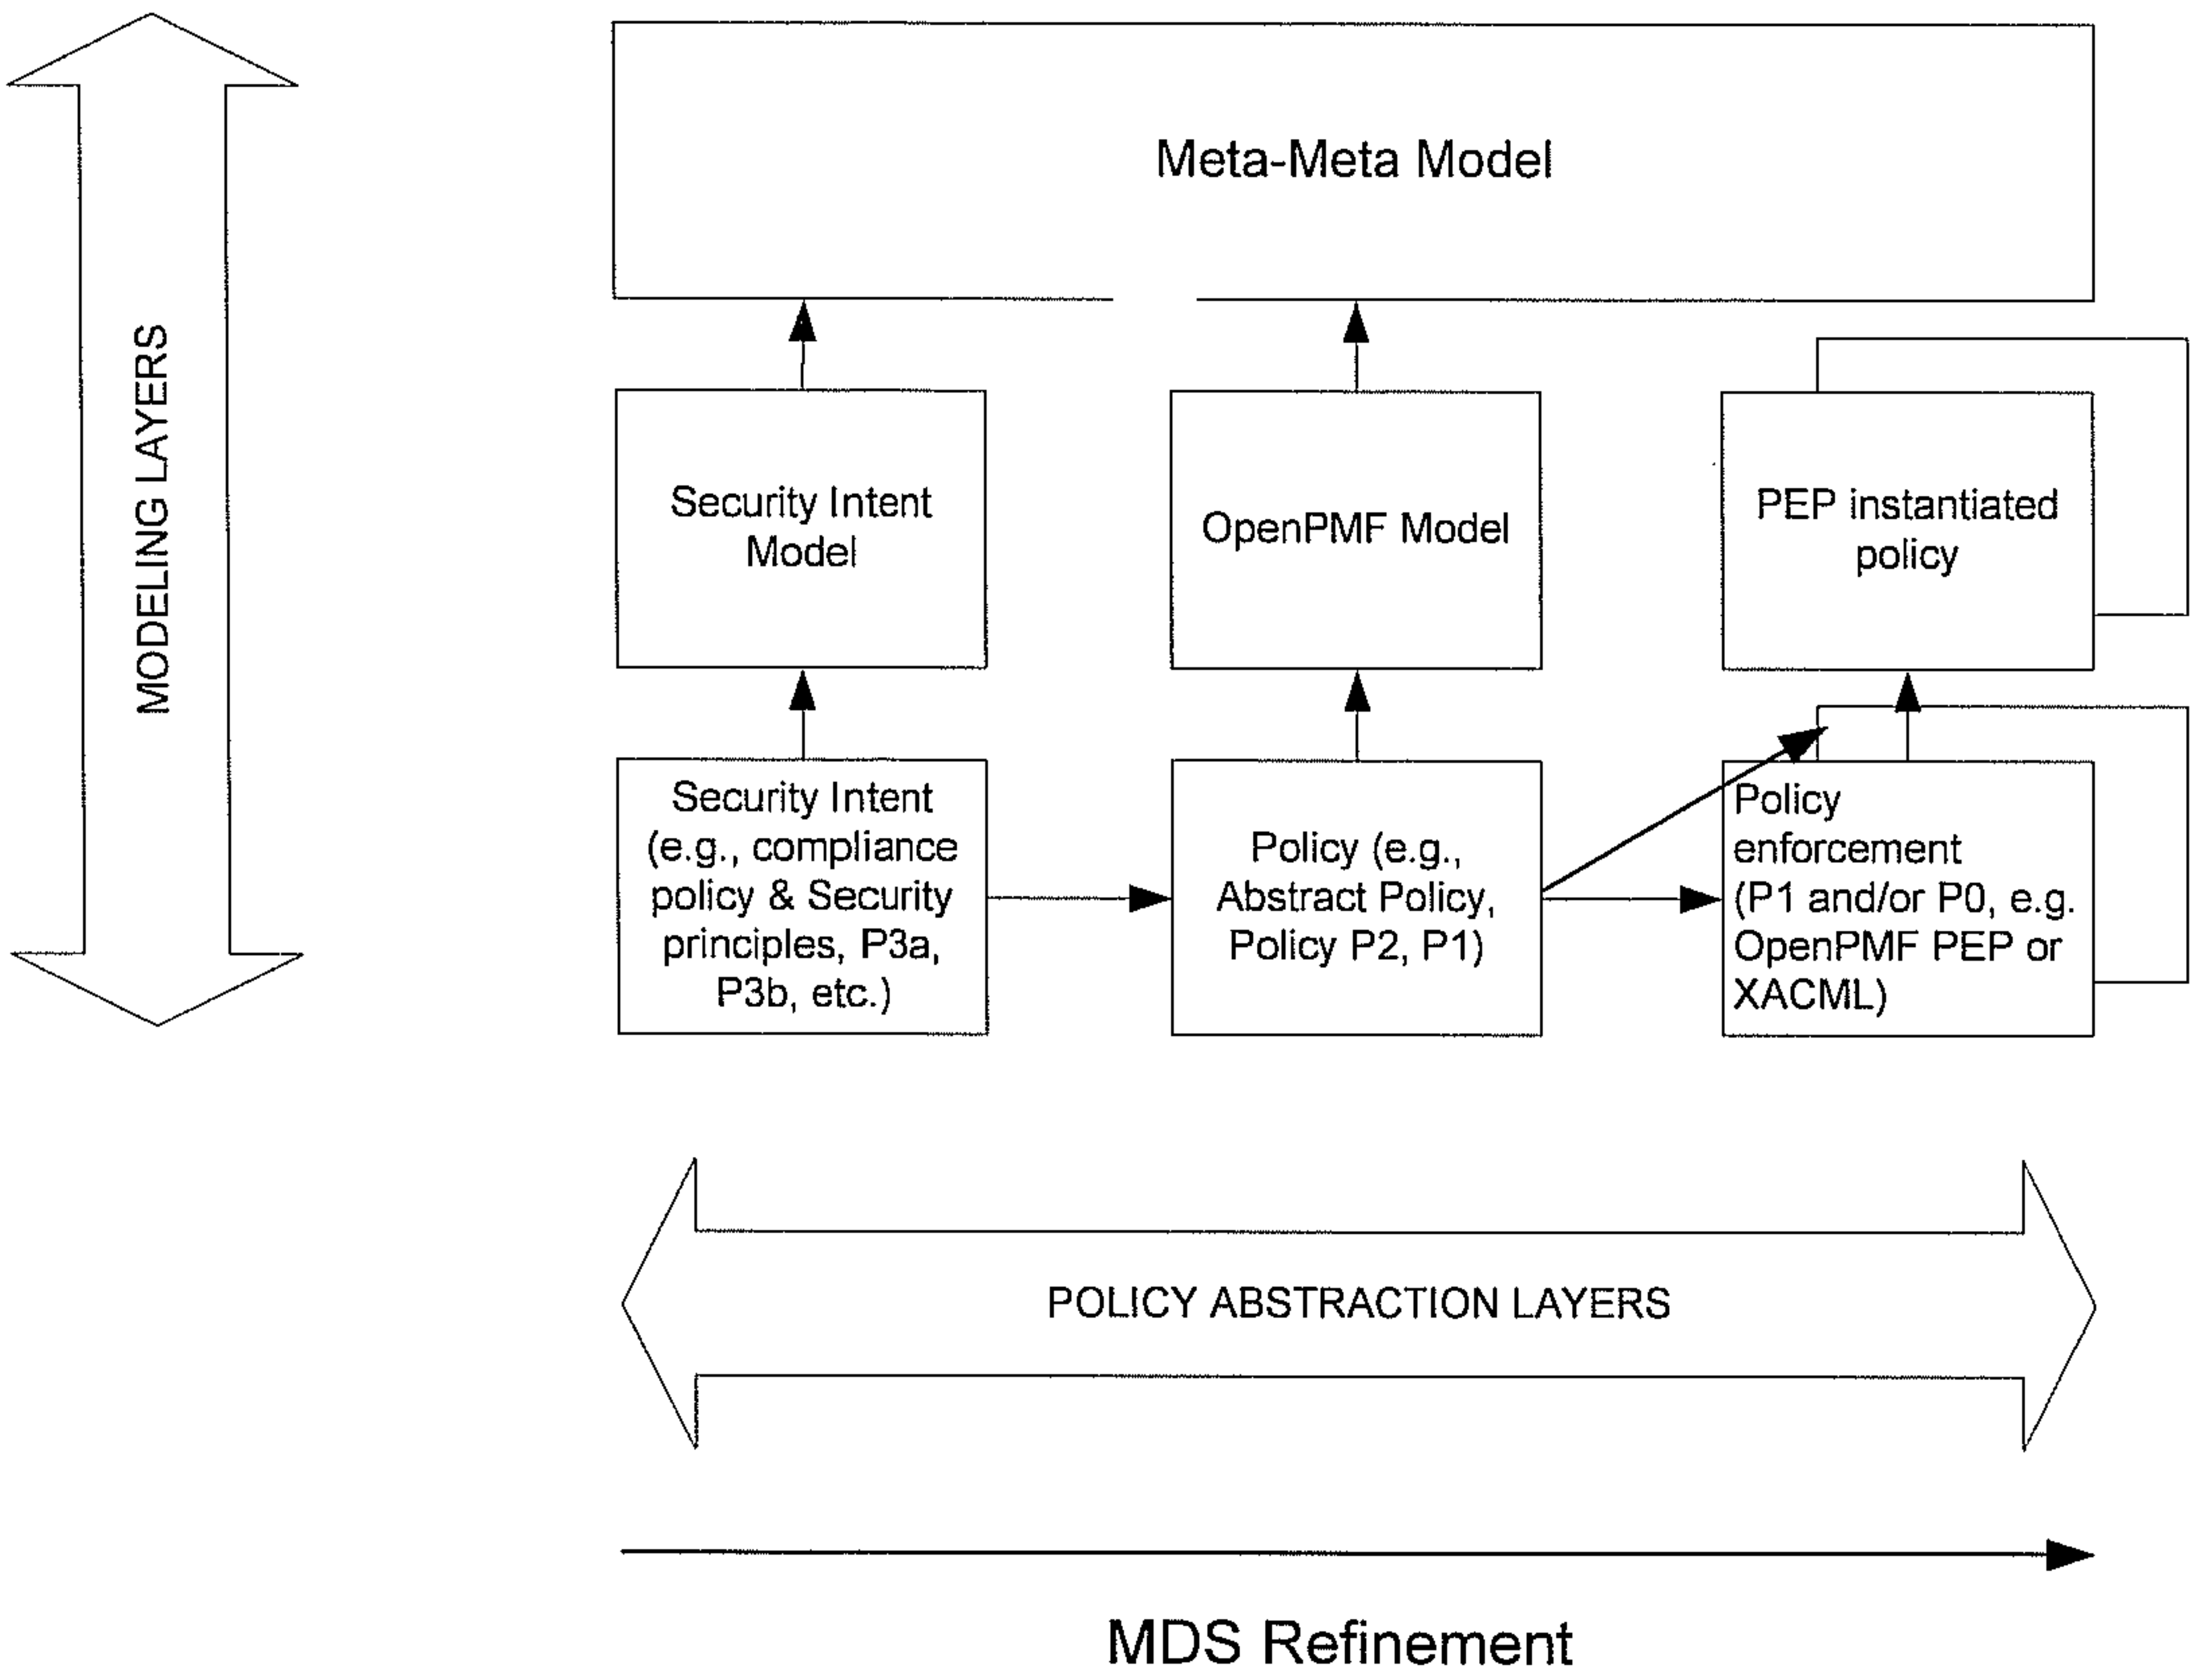 Meta-Meta Model
MODELING LAYERS
Security Intent
Model
OpenPMF Model
PEP instantiated
policy
Security Intent
(e.g., compliance
policy & Security
principles, P3a,
P3b, etc.)
Policy (e.g.,
Abstract Policy,
Policy P2, P1)
Policy
enforcement
(P1 and/or P0, e.g.
OpenPMF PEP or
XACML)
POLICY ABSTRACTION LAYERS
MDS Refinement